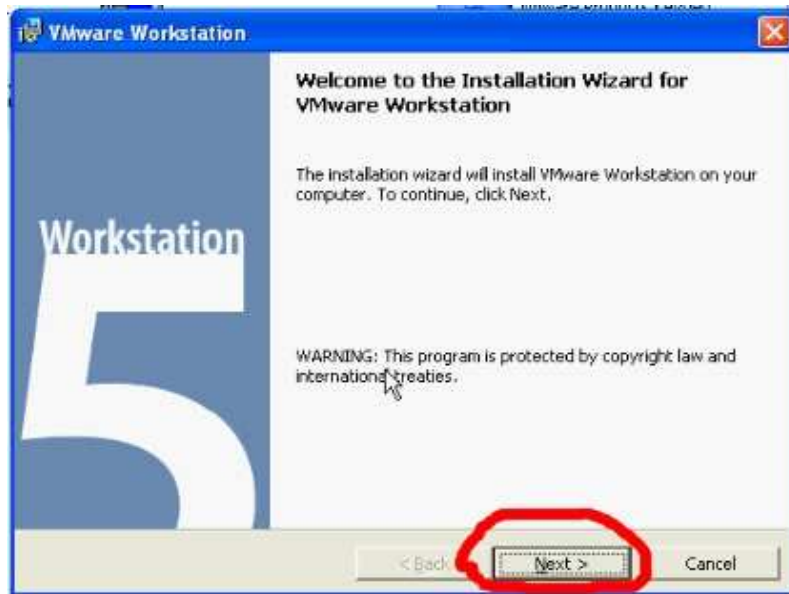 VMware Workstation
Welcome to the Installation Wizard for
VMware Workstation
The installation wizard will install VMware Workstation on your
computer. To continue, click Next.
Workstation
5
WARNING: This program is protected by copyright law and
international treaties.
< Back
Next >
Cancel